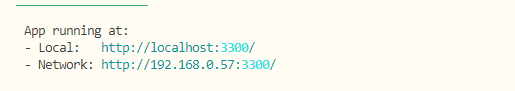 App running at:
- Local:   http://localhost:3300/
- Network: http://192.168.0.57:3300/